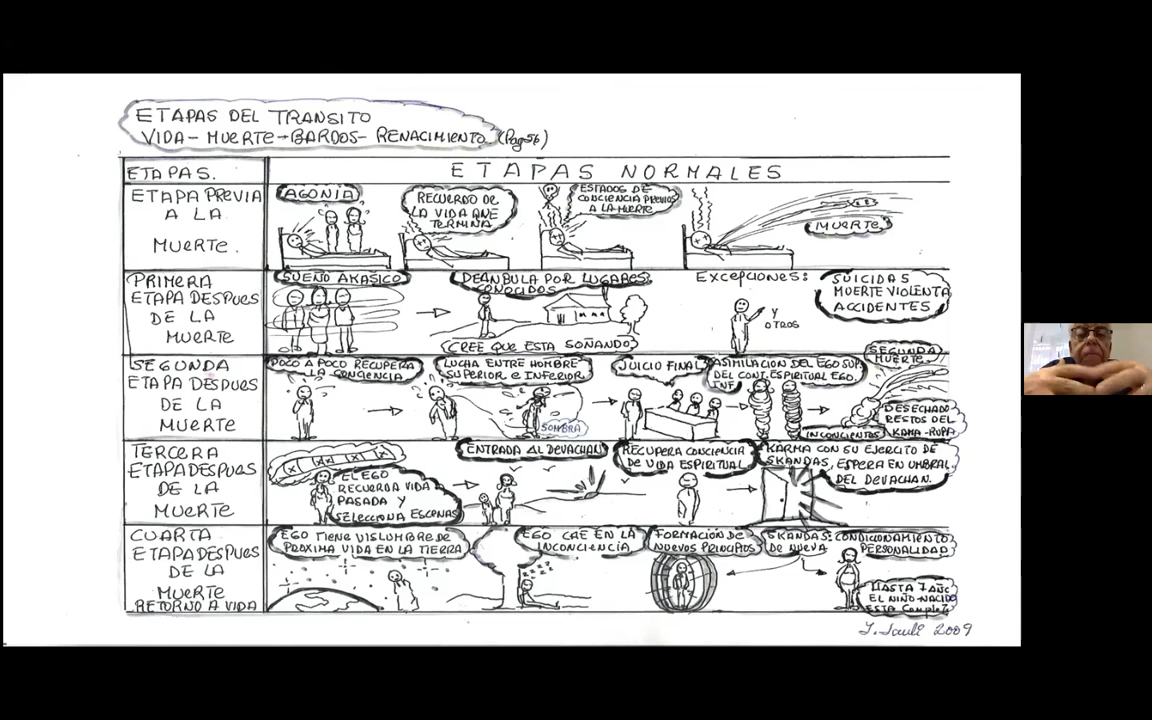 ETAPAS DEL TRANSITO
VIDA-MUERTE-BARDOS-RENACIMIENTO (Pag 56)
ETAPAS.
ETAPAS NORMALES
ETAPA PREVIA
A LA
MUERTE.
AGONIA
RECUERDO DE
LA VIDA QUE
TERMINA
ESTADOS DE
CONCIENCIA PREVIOS
A LA MUERTE
MUERTE
PRIMERA
ETAPA DESPUES
DE LA
MUERTE
SUEÑO AKASICO
DEANBULA POR LUGARES
CONOCIDOS
CREE QUE ESTA SOÑANDO
EXCEPCIONES:
Y
OTROS
SUICIDAS
MUERTE VIOLENTA
ACCIDENTES
SEGUNDA
ETAPA DESPUES
DE LA
MUERTE
POCO A POCO RECUPERA
LA CONCIENCIA
LUCHA ENTRE HOMBRE
SUPERIOR E INFERIOR
SOMBRA
JUICIO FINAL
ASIMILACION DEL EGO SUP.
DEL CONT. ESPIRITUAL EGO
INF.
INCONCIENTES
SEGUNDA
MUERTE
DESECHADO
RESTOS DEL
KAMA-RUPA
TERCERA
ETAPA DESPUES
DE LA
MUERTE
EL EGO
RECUERDA VIDA
PASADA Y
SELECCIONA ESCENAS
ENTRADA AL DEVACHAN
RECUPERA CONCIENCIA
DE VIDA ESPIRITUAL
KARMA CON SU EJERCITO DE
SKANDAS, ESPERA EN UMBRAL
DEL DEVACHAN.
CUARTA
ETAPA DESPUES
DE LA
MUERTE
RETORNO A VIDA
EGO TIENE VISLUMBRE DE
PROXIMA VIDA EN LA TIERRA
EGO CAE EN LA
INCONCIENCIA
ZZZZ
FORMACION DE
NUEVOS PRINCIPIOS
SKANDAS: CONDICIONAMIENTO
DE NUEVA PERSONALIDAD
HASTA 7 AÑO
EL NIÑO NACIDO
ESTA COMPLET
2009